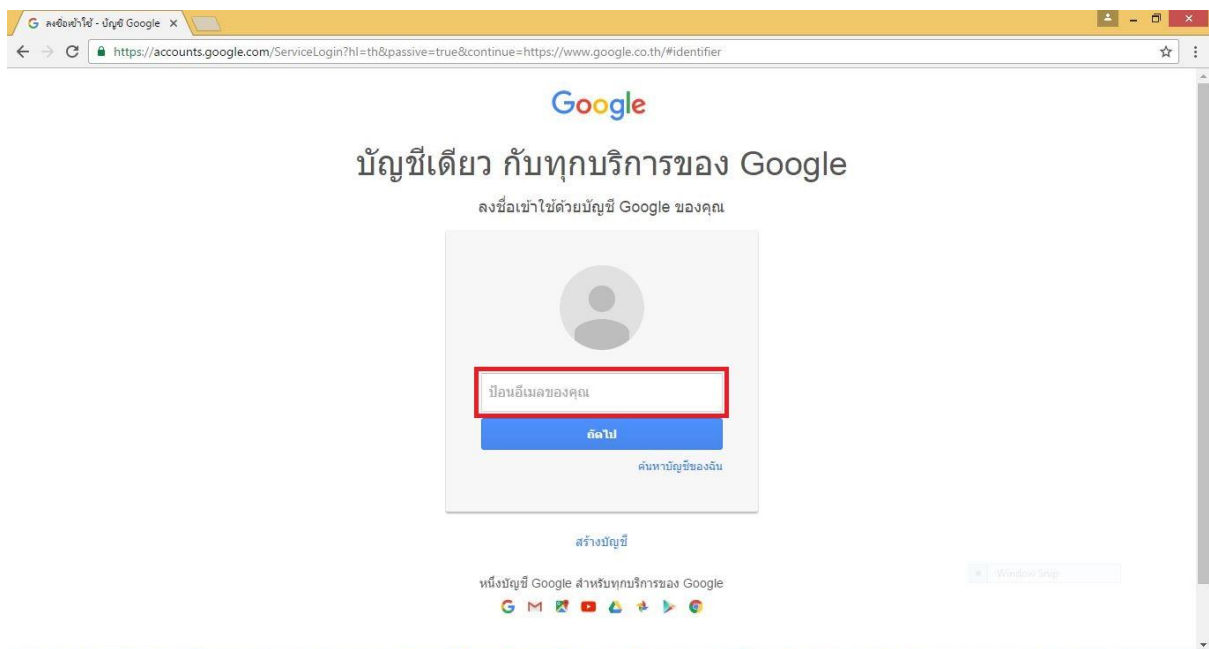 ลงชื่อเข้าใช้ - บัญชี Google
https://accounts.google.com/ServiceLogin?hl=th&passive=true&continue=https://www.google.co.th/#identifier
Google
บัญชีเดียว กับทุกบริการของ Google
ลงชื่อเข้าใช้ด้วยบัญชี Google ของคุณ
ป้อนอีเมลของคุณ
ถัดไป
ค้นหาบัญชีของฉัน
สร้างบัญชี
Window Snip
หนึ่งบัญชี Google สำหรับทุกบริการของ Google